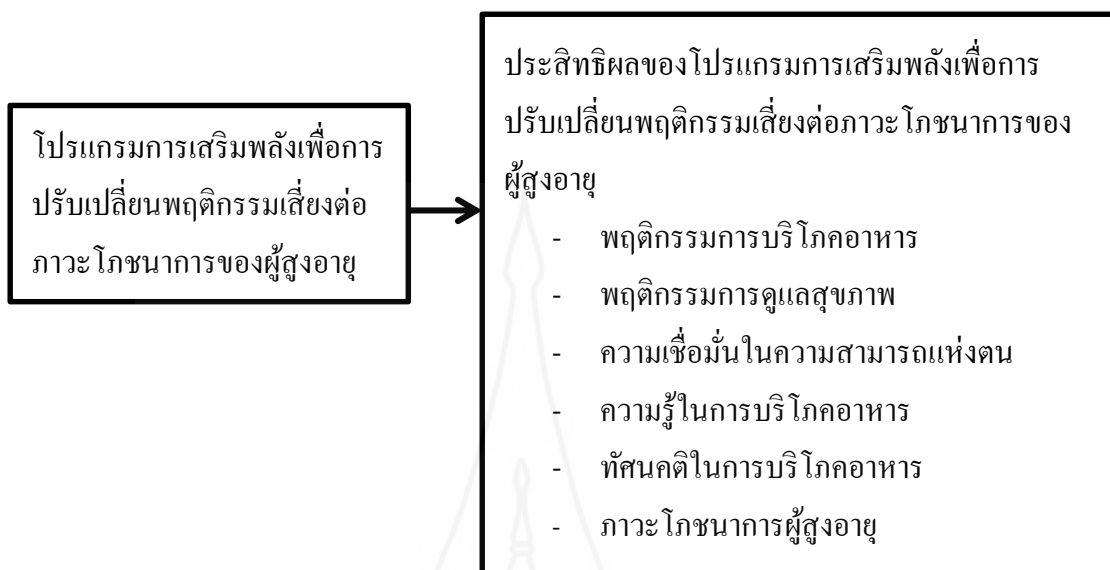 โปรแกรมการเสริมพลังเพื่อการ
ปรับเปลี่ยนพฤติกรรมเสี่ยงต่อ
ภาวะโภชนาการของผู้สูงอายุ
ประสิทธิผลของโปรแกรมการเสริมพลังเพื่อการ
ปรับเปลี่ยนพฤติกรรมเสี่ยงต่อภาวะโภชนาการของ
ผู้สูงอายุ
- พฤติกรรมการบริโภคอาหาร
- พฤติกรรมการดูแลสุขภาพ
- ความเชื่อมั่นในความสามารถแห่งตน
- ความรู้ในการบริโภคอาหาร
- ทัศนคติในการบริโภคอาหาร
- ภาวะโภชนาการผู้สูงอายุ